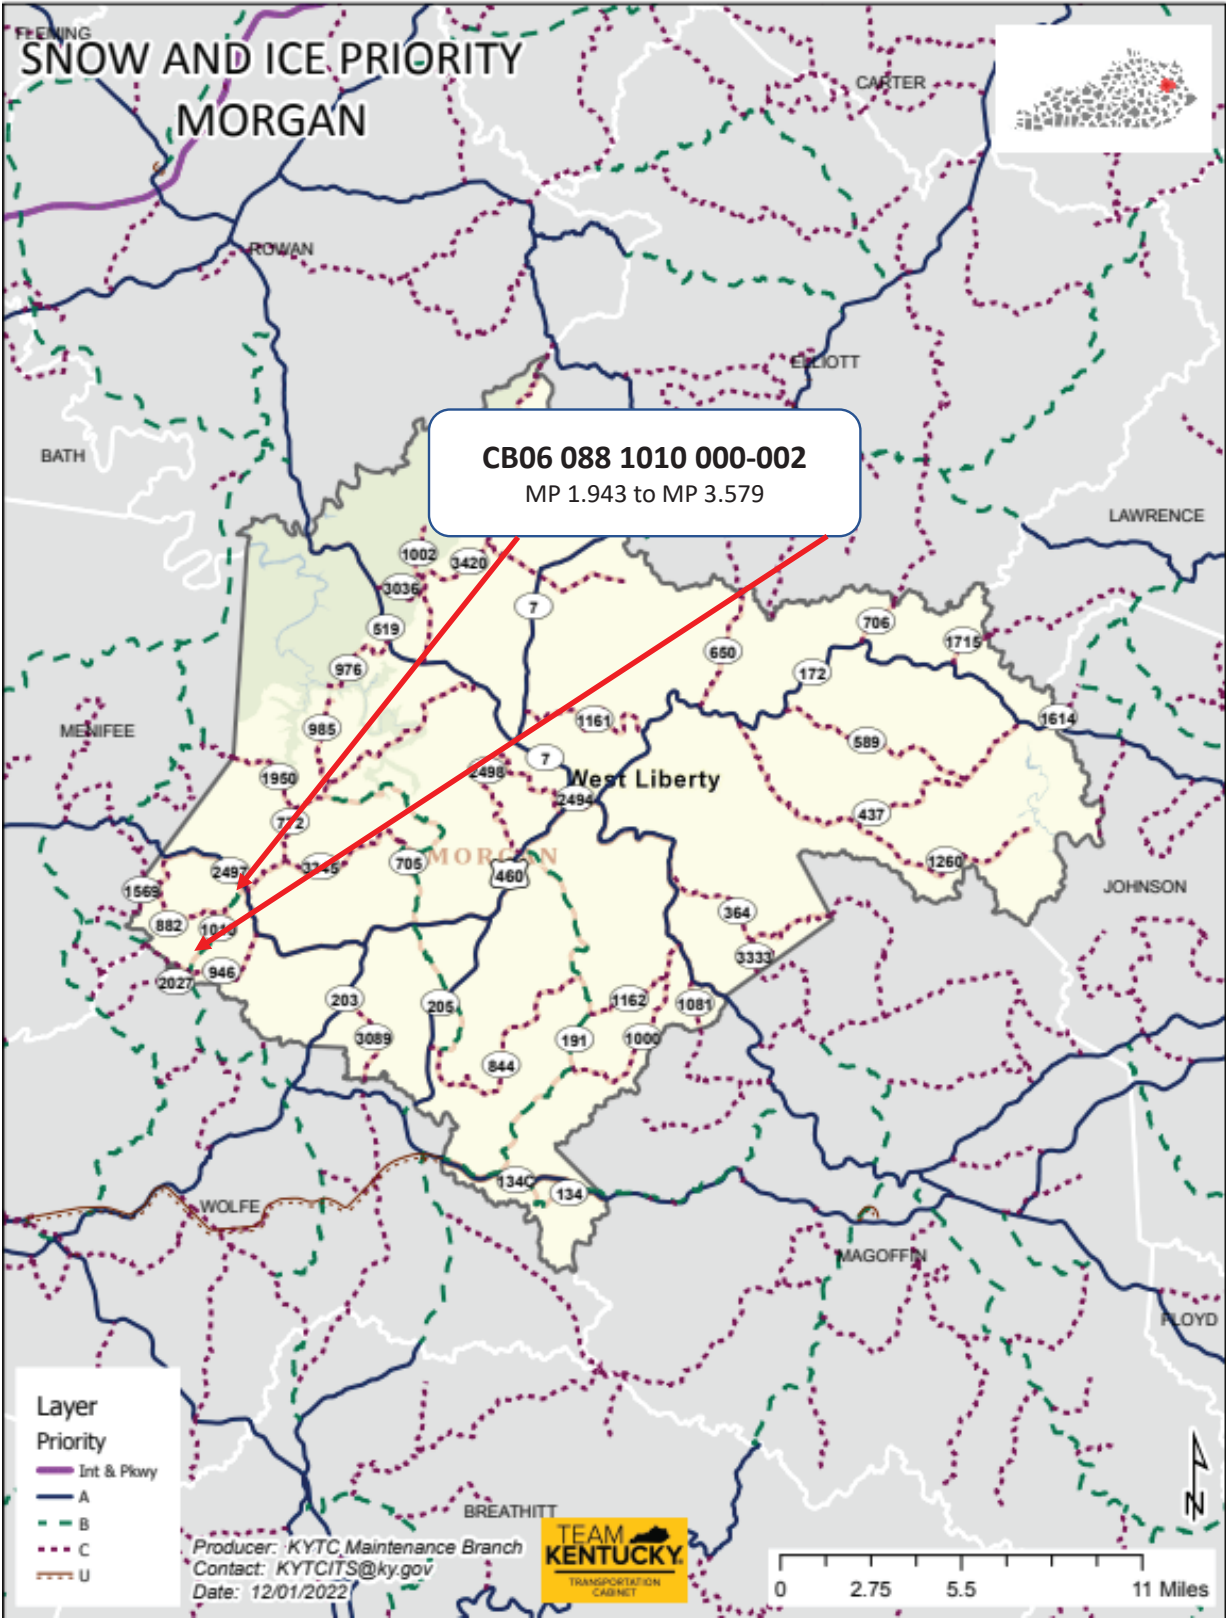 FLEMING
SNOW AND ICE PRIORITY
MORGAN
CARTER
ROWAN
ELLIOTT
BATH
CB06 088 1010 000-002
MP 1.943 to MP 3.579
LAWRENCE
1002
3420
3036
7
519
706
1715
650
976
172
1614
MENIFEE
985
1161
589
7
2498
West Liberty
1950
2494
437
772
MORGAN
705
1260
2497
460
1569
JOHNSON
364
882
3333
946
2027
203
205
1162
1081
3089
191
1000
844
134C
134
WOLFE
MAGOFFIN
FLOYD
Layer
Priority
Int & Pkwy
A
B
C
U
BREATHITT
Producer: KYTC Maintenance Branch
Contact: KYTCITS@ky.gov
Date: 12/01/2022
TEAM
KENTUCKY
TRANSPORTATION
CABINET
N
0 2.75 5.5 11 Miles